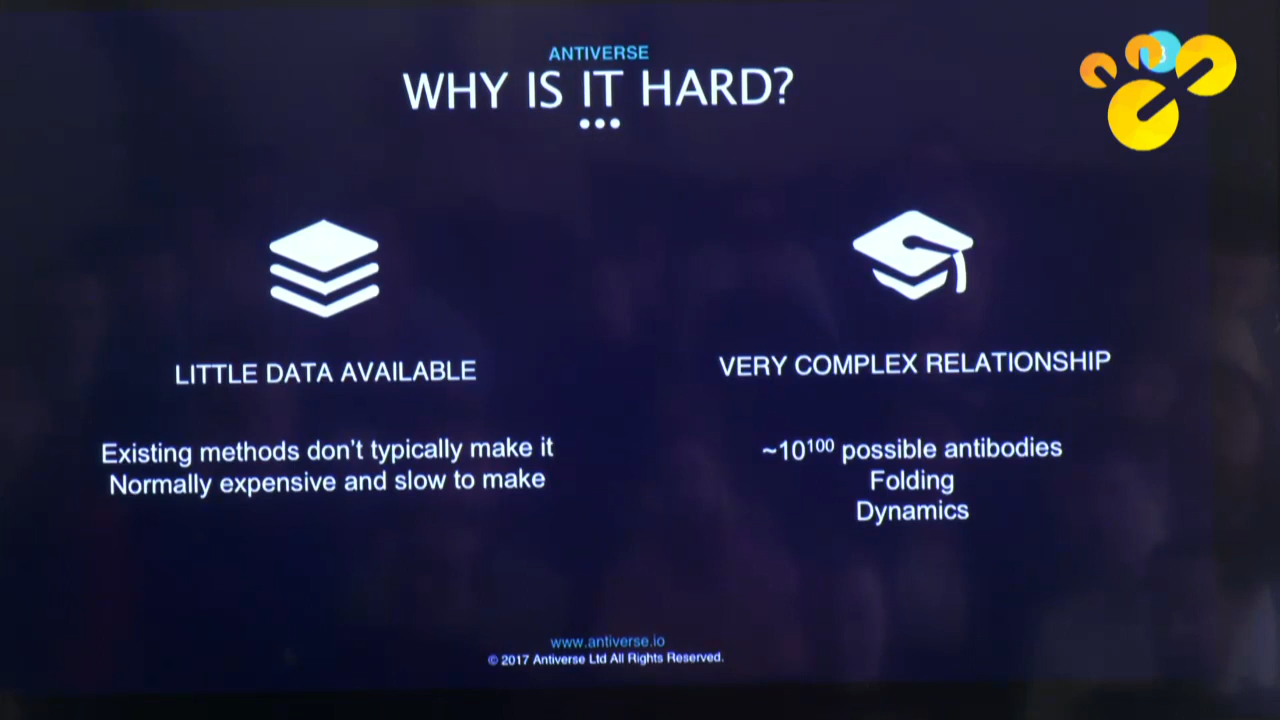 ANTIVERSE
WHY IS IT HARD?
LITTLE DATA AVAILABLE
Existing methods don't typically make it
Normally expensive and slow to make
VERY COMPLEX RELATIONSHIP
~10¹⁰⁰ possible antibodies
Folding
Dynamics
www.antiverse.io
© 2017 Antiverse Ltd All Rights Reserved.